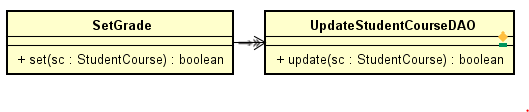 SetGrade
+ set(sc : StudentCourse) : boolean
UpdateStudentCourseDAO
+ update(sc : StudentCourse) : boolean